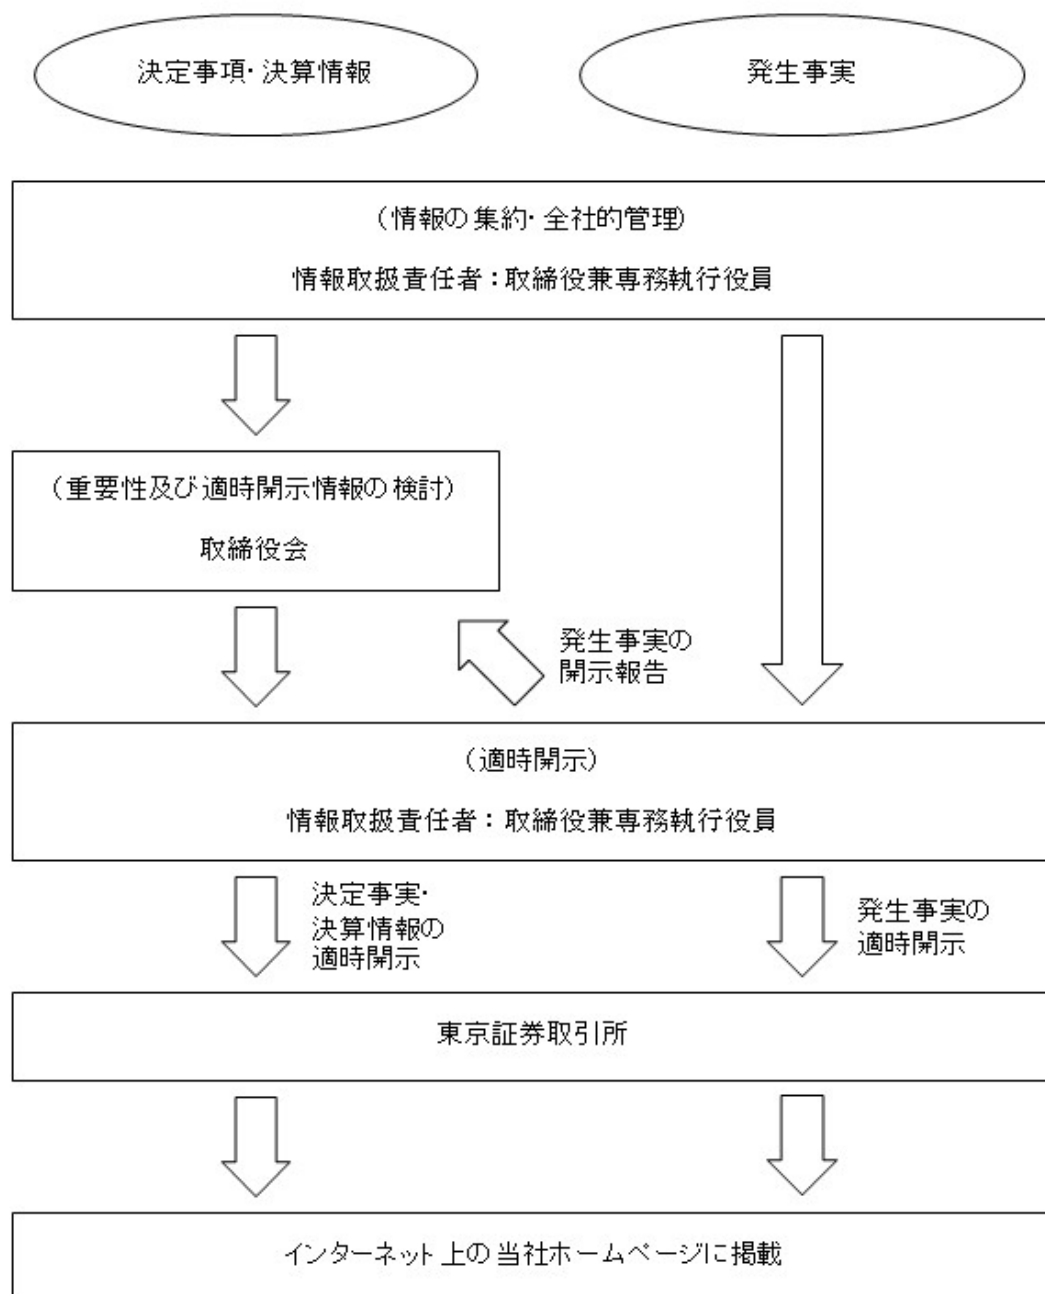 決定事項・決算情報
発生事実
（情報の集約・全社的管理）
情報取扱責任者：取締役兼専務執行役員
（重要性及び適時開示情報の検討）
取締役会
発生事実の
開示報告
（適時開示）
情報取扱責任者：取締役兼専務執行役員
決定事実・
決算情報の
適時開示
発生事実の
適時開示
東京証券取引所
インターネット上の当社ホームページに掲載